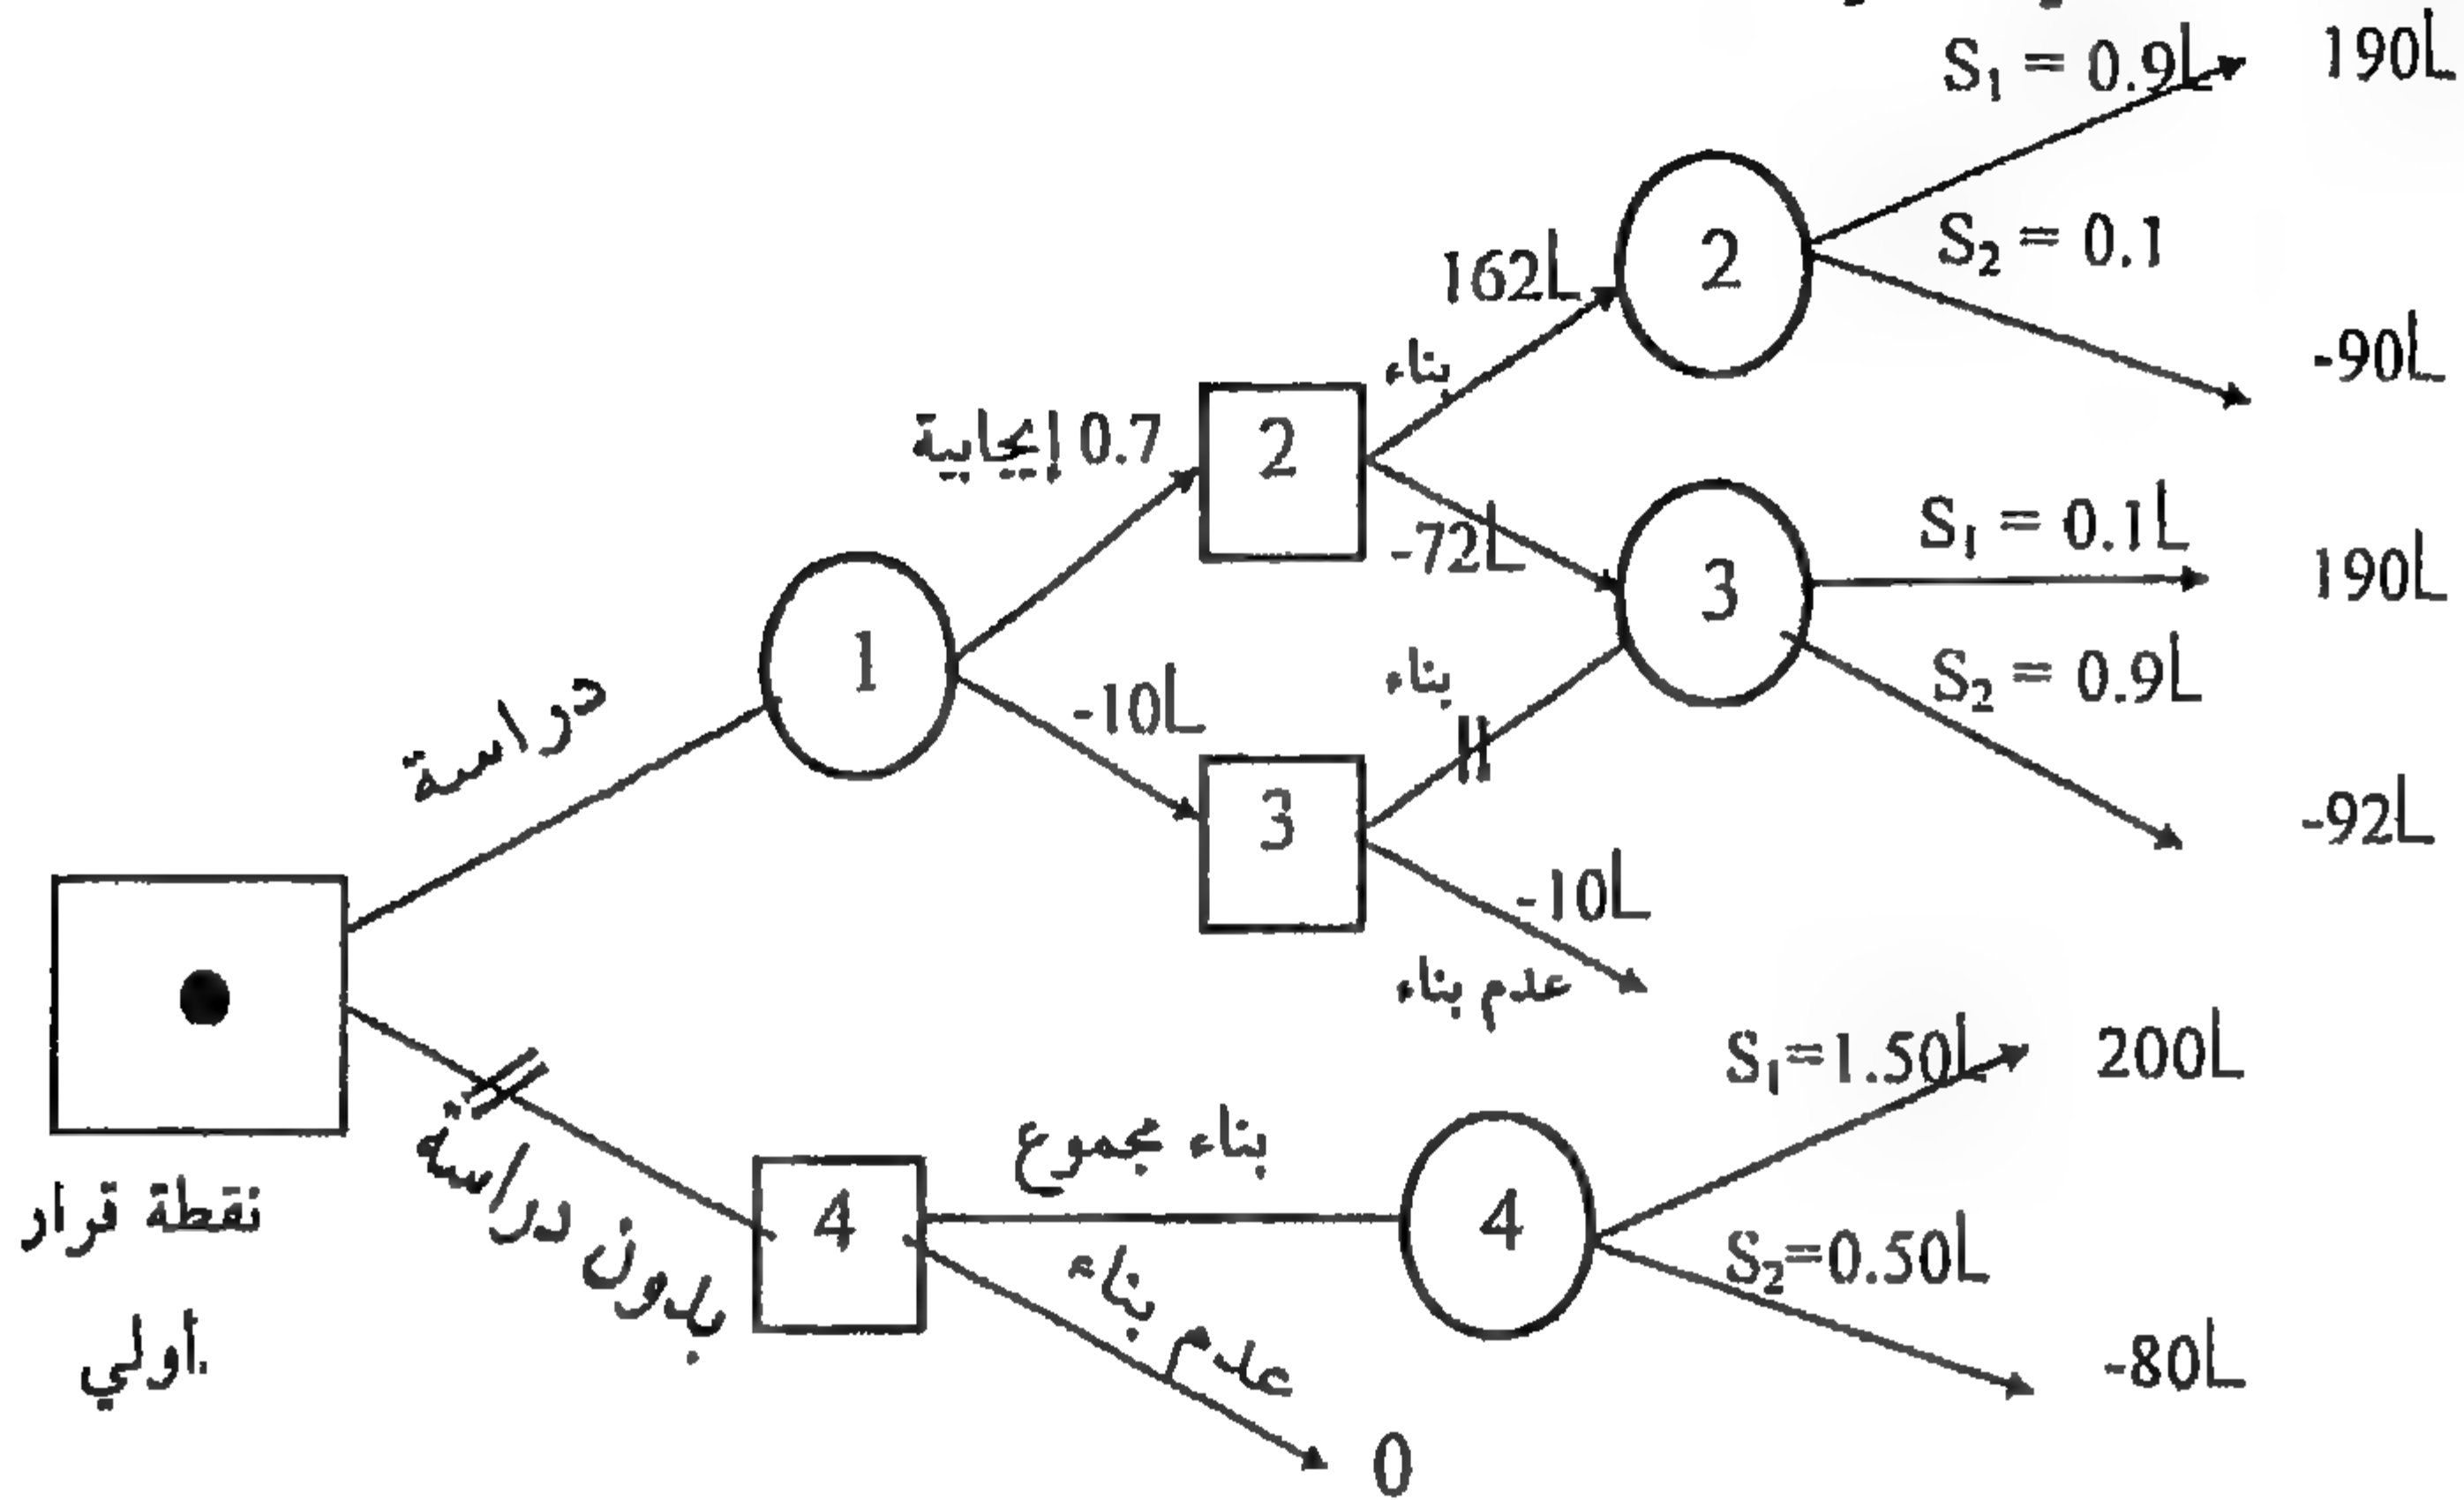 S₁ = 0.9L
190L
S₂ = 0.1
-90L
162L
2
بناء
إيجابية 0.7
2
-72L
3
S₁ = 0.1L
190L
S₂ = 0.9L
-92L
بناء
1
-10L
3
-10L
عدم بناء
دراسة
نقطة قرار
اولي
بدون دراسة
4
بناء مجموع
عدم بناء
0
4
S₁=1.50L
200L
S₂=0.50L
-80L